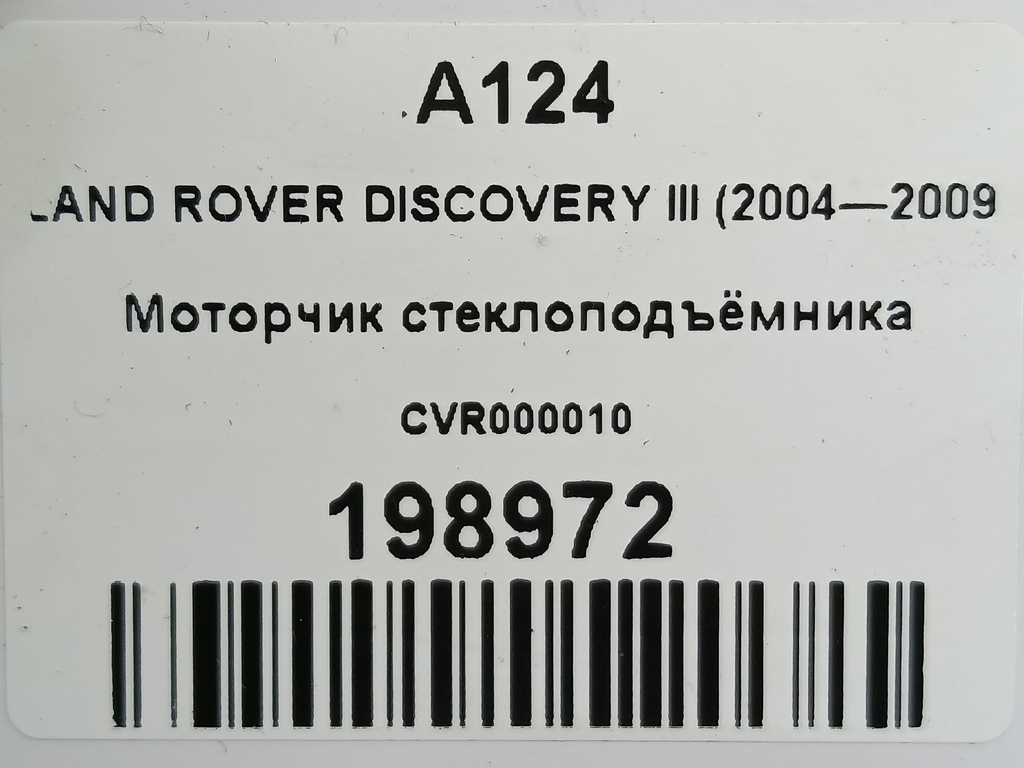 A124
LAND ROVER DISCOVERY III (2004—2009
Моторчик стеклоподъёмника
CVR000010
198972